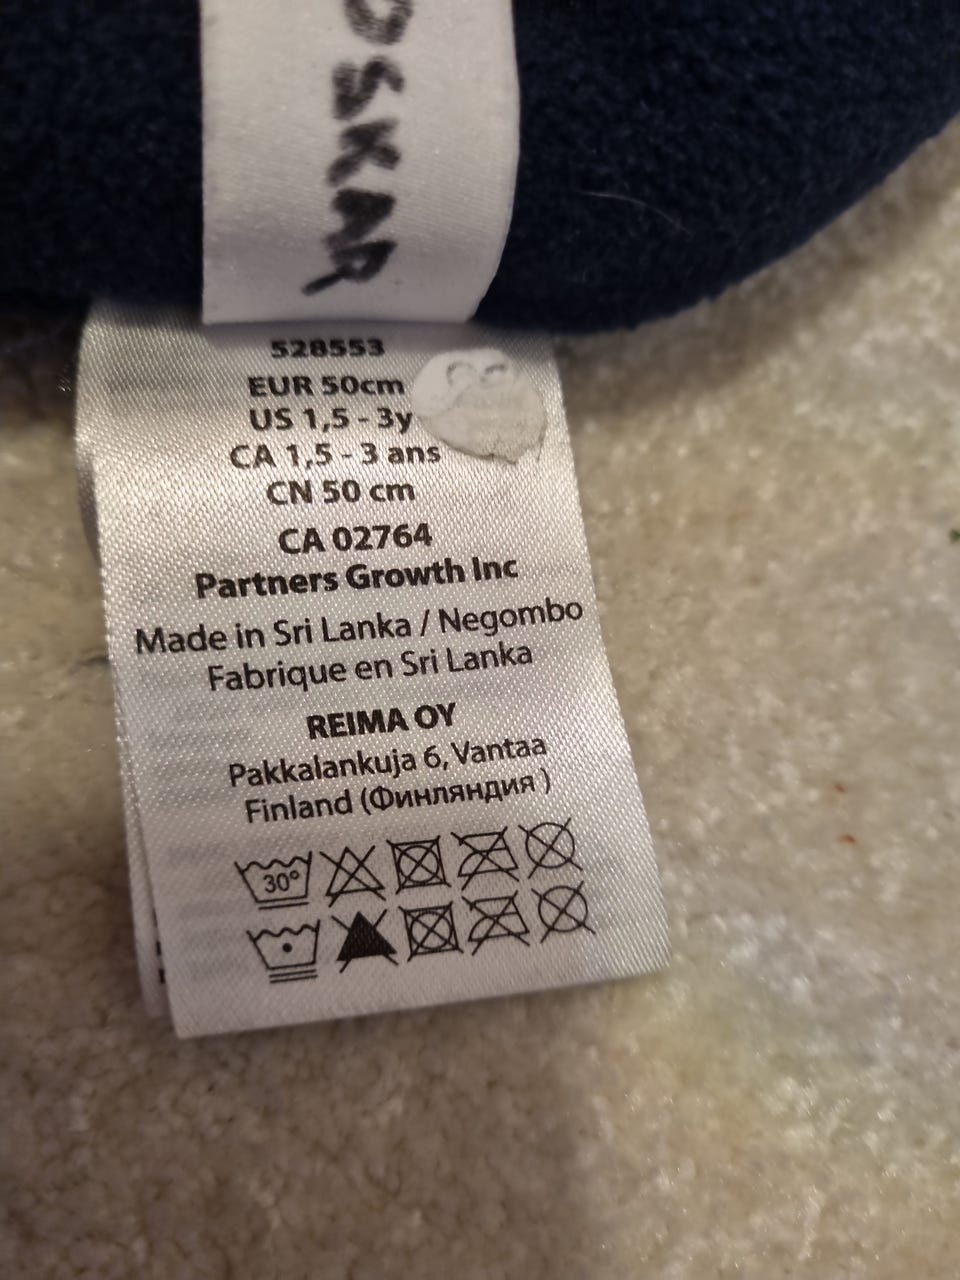 OSKAR
528553
EUR 50cm
US 1,5 - 3y
CA 1,5 - 3 ans
CN 50 cm
CA 02764
Partners Growth Inc
Made in Sri Lanka / Negombo
Fabrique en Sri Lanka
REIMA OY
Pakkalankuja 6, Vantaa
Finland (Финляндия )
30°